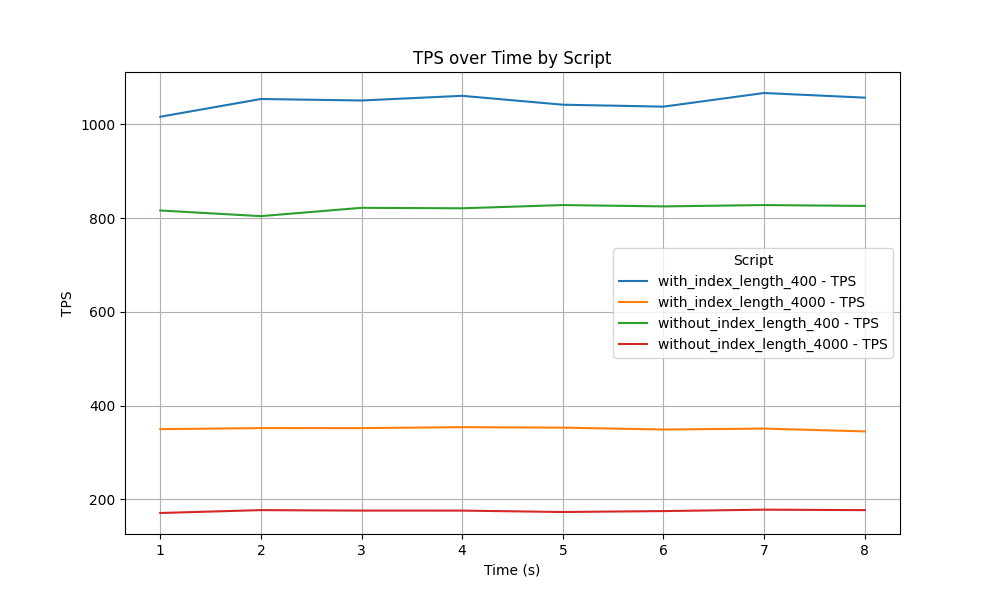 TPS over Time by Script
TPS
1000
800
600
400
200
Script
with_index_length_400 - TPS
with_index_length_4000 - TPS
without_index_length_400 - TPS
without_index_length_4000 - TPS
1 2 3 4 5 6 7 8
Time (s)